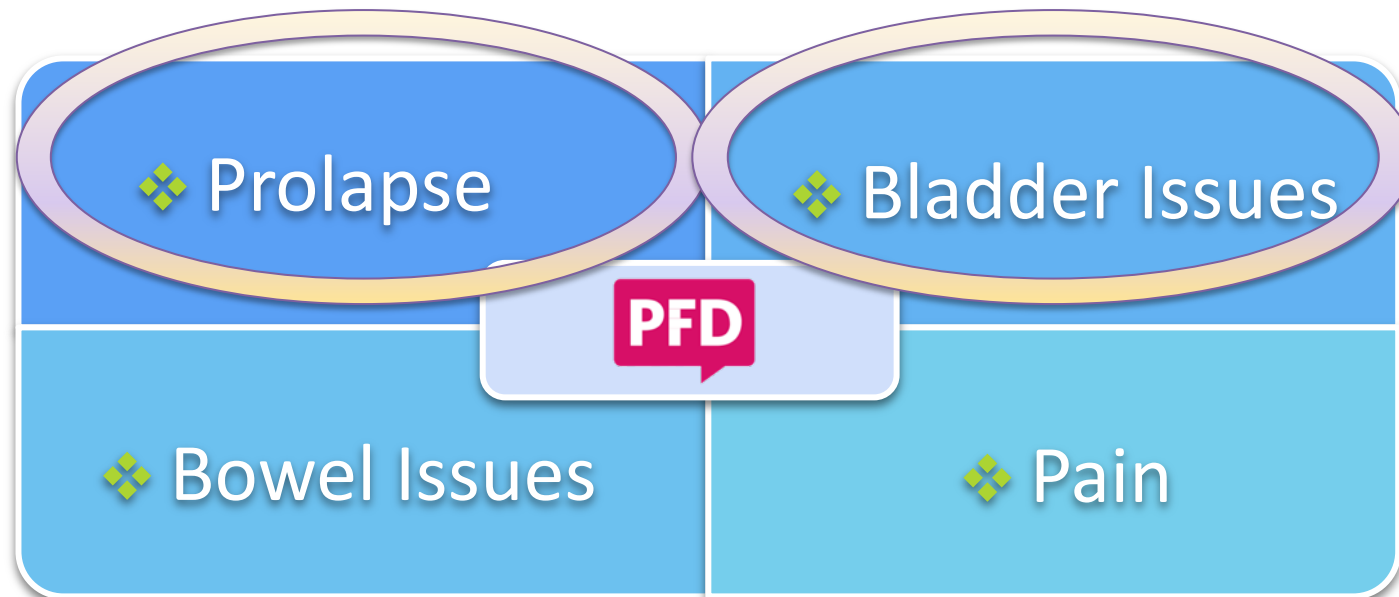 Prolapse
Bladder Issues
PFD
Bowel Issues
Pain